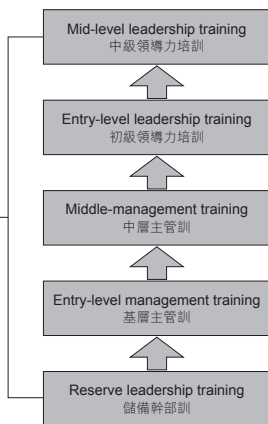 Mid-level leadership training
中級領導力培訓
Entry-level leadership training
初級領導力培訓
Middle-management training
中層主管訓
Entry-level management training
基層主管訓
Reserve leadership training
儲備幹部訓